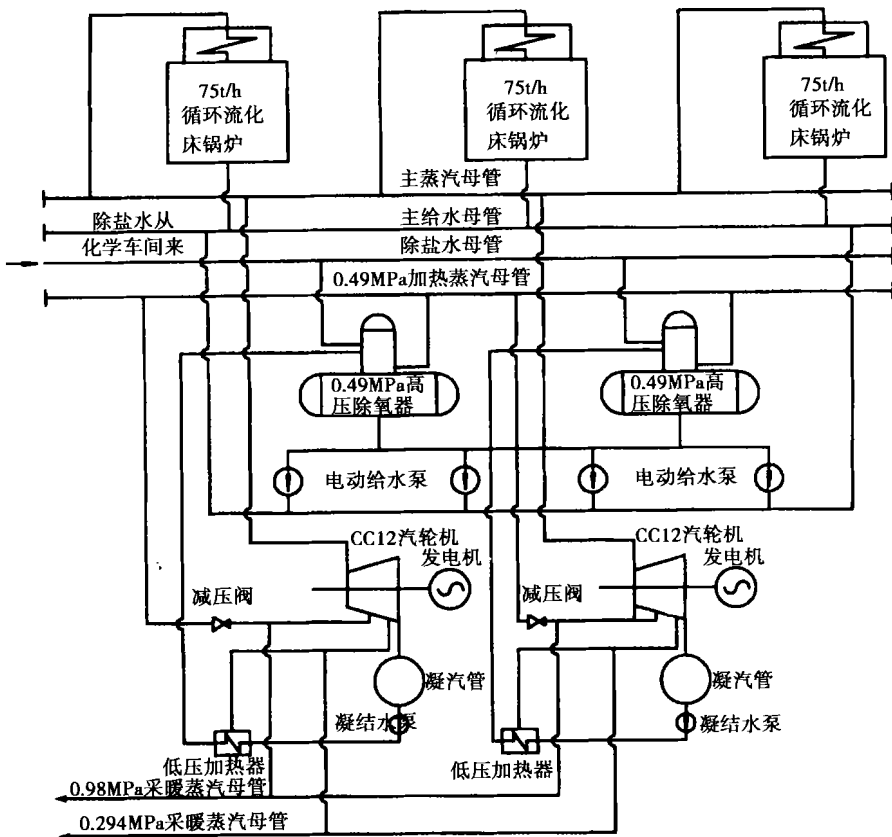 75t/h
循环流化
床锅炉
75t/h
循环流化
床锅炉
75t/h
循环流化
床锅炉
主蒸汽母管
除盐水从
主给水母管
化学车间来
除盐水母管
0.49MPa加热蒸汽母管
0.49MPa高
压除氧器
0.49MPa高
压除氧器
电动给水泵
电动给水泵
CC12汽轮机
发电机
CC12汽轮机
发电机
减压阀
减压阀
凝汽管
凝汽管
凝结水泵
凝结水泵
低压加热器
低压加热器
0.98MPa采暖蒸汽母管
0.294MPa采暖蒸汽母管